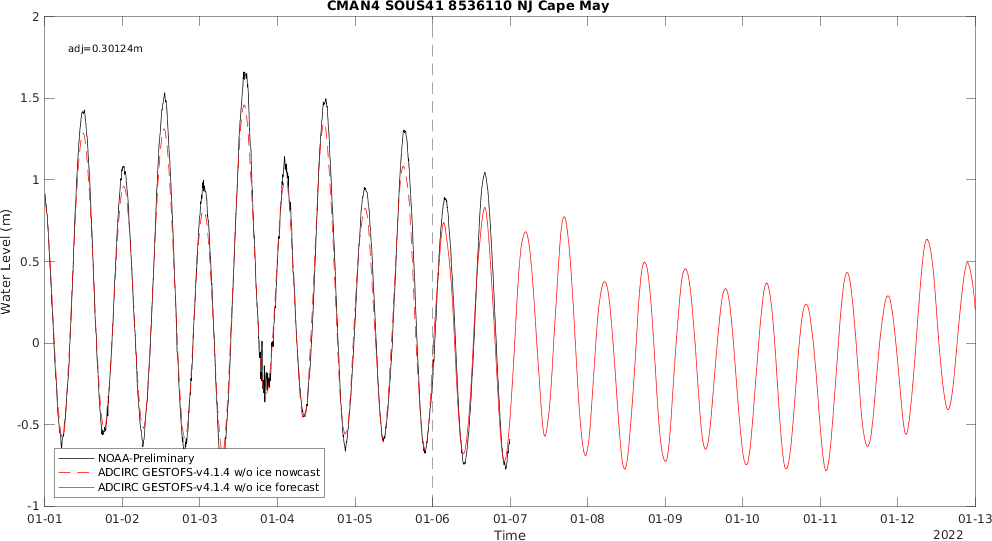 CMAN4 SOUS41 8536110 NJ Cape May
adj=0.30124m
2
1.5
1
0.5
0
-0.5
-1
Water Level (m)
NOAA-Preliminary
ADCIRC GESTOFS-v4.1.4 w/o ice nowcast
ADCIRC GESTOFS-v4.1.4 w/o ice forecast
01-01 01-02 01-03 01-04 01-05 01-06 01-07 01-08 01-09 01-10 01-11 01-12 01-13
Time
2022